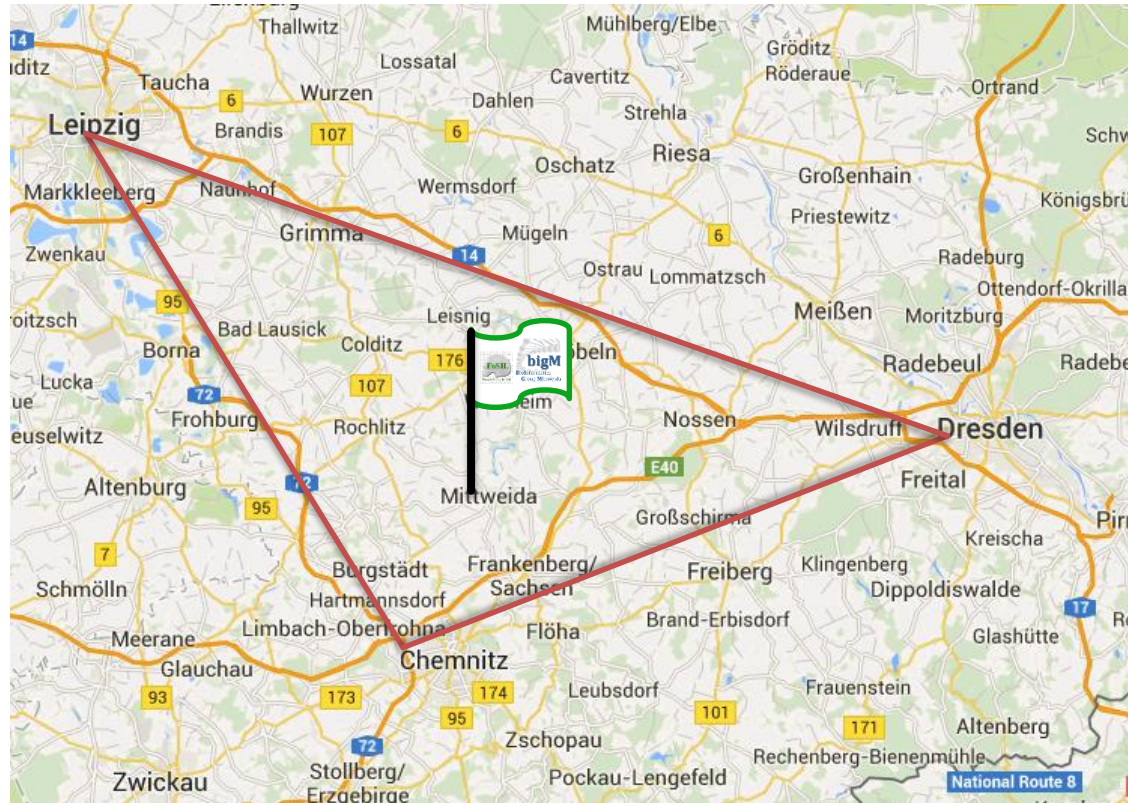 Thallwitz
Mühlberg/Elbe
14
Lossatal
Gröditz
Röderaue
Taucha
Cavertitz
6
Wurzen
Dahlen
Ortrand
Strehla
Leipzig
Brandis
107
6
Riesa
Oschatz
Markkleeberg
Naunhof
Wermsdorf
Großenhain
Priestewitz
Grimma
Mügeln
6
Zwenkau
14
Ostrau
Lommatzsch
Radeburg
95
Ottendorf-Okrilla
Leisnig
Meißen
Moritzburg
Bad Lausick
Colditz
Borna
176
FoSIL
bigM
Radebeul
Lucka
72
107
Frohburg
Rochlitz
Nossen
Wilsdruff
Dresden
E40
Freital
Altenburg
72
Mittweida
95
Großschirma
Kreischa
7
Burgstädt
Frankenberg/
Sachsen
Freiberg
Klingenberg
Schmölln
Hartmannsdorf
Dippoldiswalde
17
Limbach-Oberfrohna
Flöha
Brand-Erbisdorf
Meerane
Glashütte
Glauchau
Chemnitz
93
173
174
Leubsdorf
Frauenstein
95
101
171
Altenberg
72
Zschopau
Rechenberg-Bienenmühle
Zwickau
Stollberg/
Erzgebirge
Pockau-Lengefeld
National Route 8